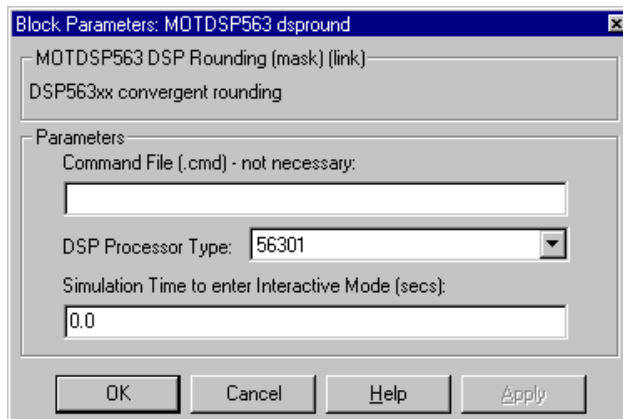 Block Parameters: MOTDSP563 dspround
MOTDSP563 DSP Rounding (mask) (link)
DSP563xx convergent rounding
Parameters
Command File (.cmd) - not necessary:
DSP Processor Type: 56301
Simulation Time to enter Interactive Mode (secs):
0.0
OK Cancel Help Apply